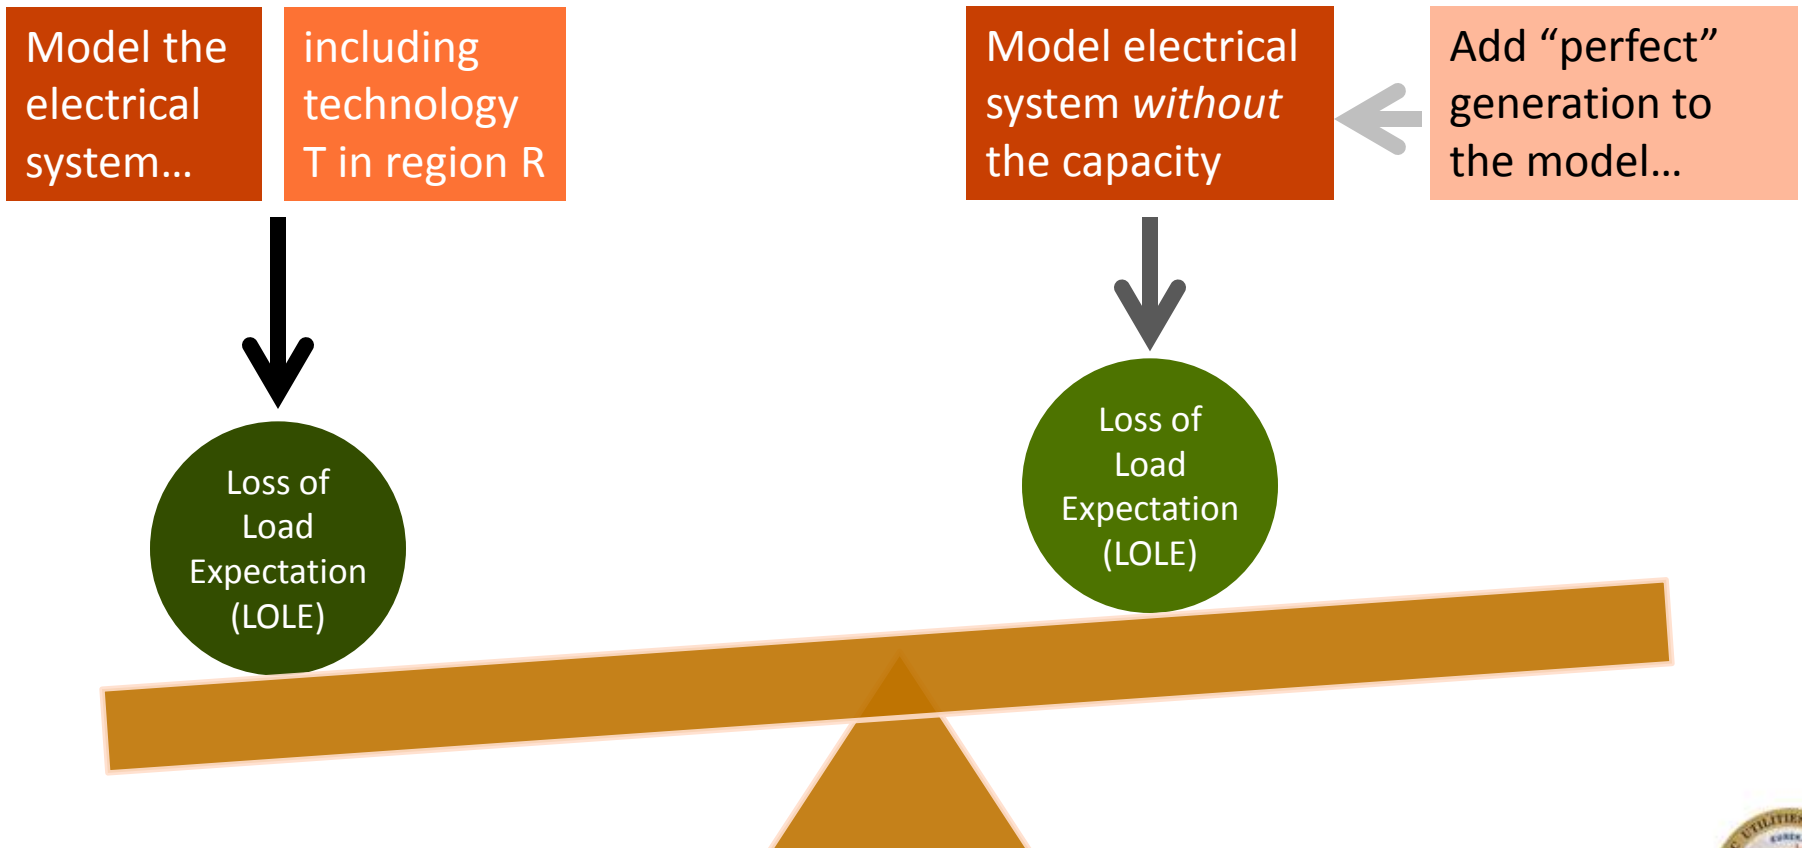 Model the
electrical
system…
including
technology
T in region R
Model electrical
system without
the capacity
Add “perfect”
generation to
the model…
Loss of
Load
Expectation
(LOLE)
Loss of
Load
Expectation
(LOLE)
UTILITIES